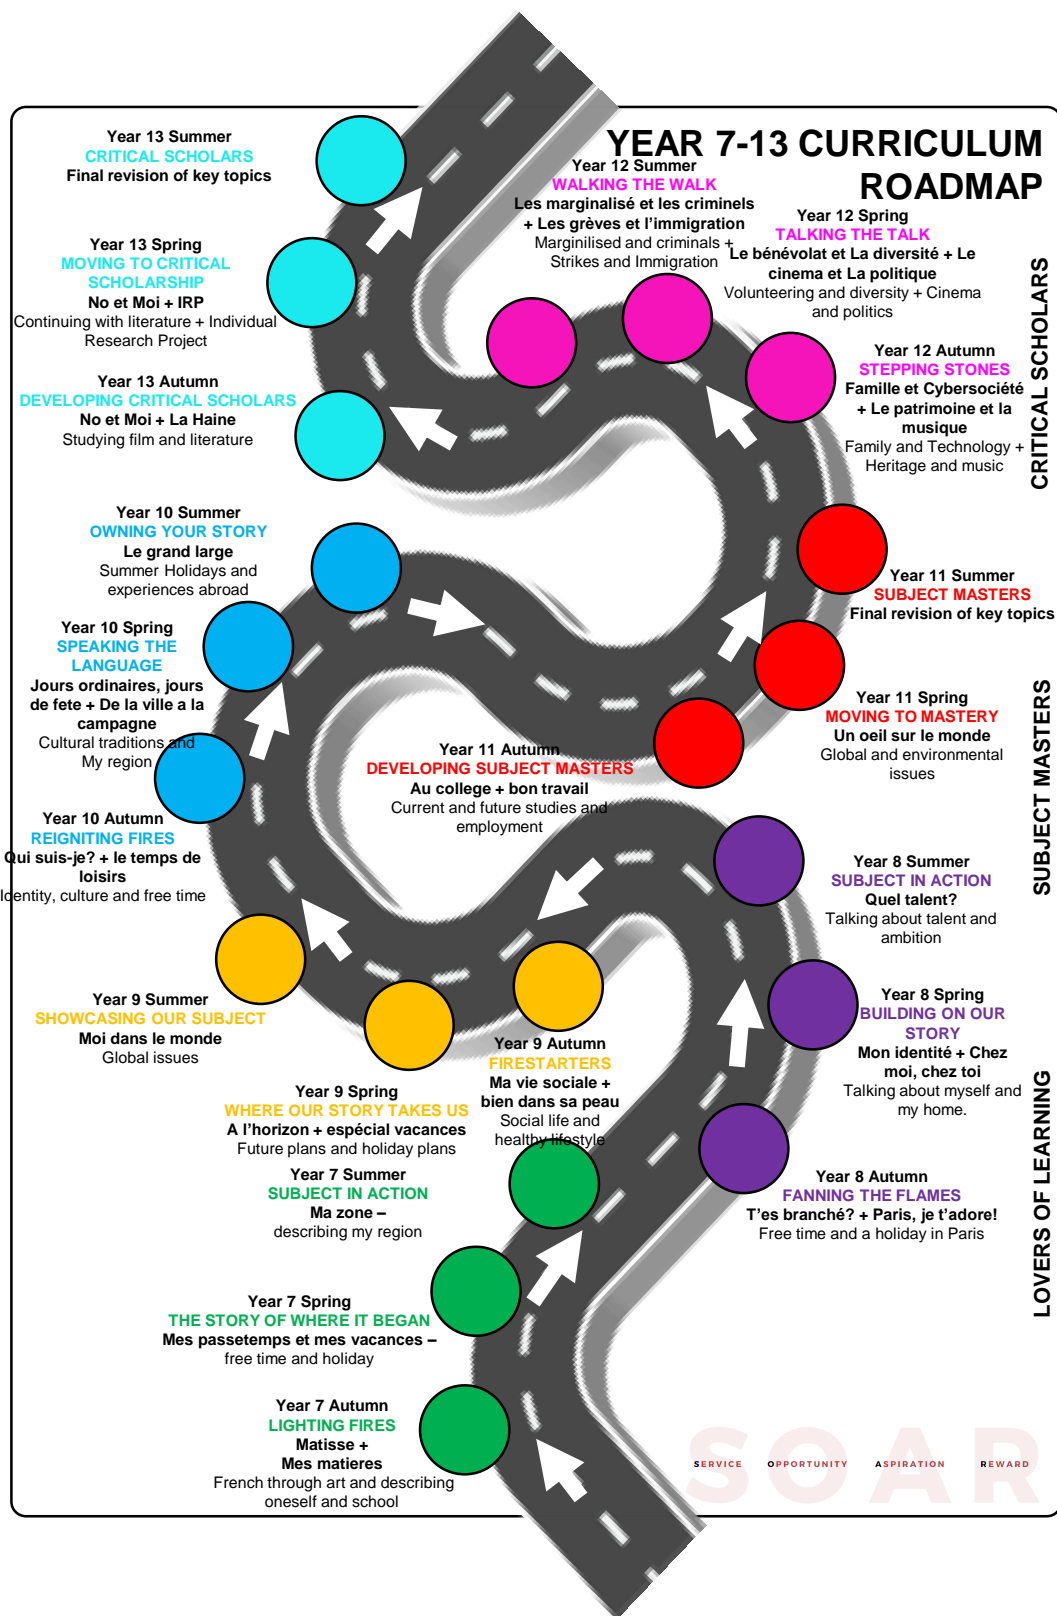 YEAR 7-13 CURRICULUM
ROADMAP
Year 13 Summer
CRITICAL SCHOLARS
Final revision of key topics
Year 12 Summer
WALKING THE WALK
Les marginalisé et les criminels
+ Les grèves et l’immigration
Marginilised and criminals +
Strikes and Immigration
Year 12 Spring
TALKING THE TALK
Le bénévolat et La diversité + Le
cinema et La politique
Volunteering and diversity + Cinema
and politics
Year 13 Spring
MOVING TO CRITICAL
SCHOLARSHIP
No et Moi + IRP
Continuing with literature + Individual
Research Project
Year 12 Autumn
STEPPING STONES
Famille et Cybersociété
+ Le patrimoine et la
musique
Family and Technology +
Heritage and music
CRITICAL SCHOLARS
Year 13 Autumn
DEVELOPING CRITICAL SCHOLARS
No et Moi + La Haine
Studying film and literature
Year 10 Summer
OWNING YOUR STORY
Le grand large
Summer Holidays and
experiences abroad
Year 11 Summer
SUBJECT MASTERS
Final revision of key topics
Year 10 Spring
SPEAKING THE
LANGUAGE
Jours ordinaires, jours
de fete + De la ville a la
campagne
Cultural traditions and
My region
Year 11 Spring
MOVING TO MASTERY
Un oeil sur le monde
Global and environmental
issues
SUBJECT MASTERS
Year 11 Autumn
DEVELOPING SUBJECT MASTERS
Au college + bon travail
Current and future studies and
employment
Year 10 Autumn
REIGNITING FIRES
Qui suis-je? + le temps de
loisirs
Identity, culture and free time
Year 8 Summer
SUBJECT IN ACTION
Quel talent?
Talking about talent and
ambition
Year 9 Summer
SHOWCASING OUR SUBJECT
Moi dans le monde
Global issues
Year 8 Spring
BUILDING ON OUR
STORY
Mon identité + Chez
moi, chez toi
Talking about myself and
my home.
Year 9 Autumn
FIRESTARTERS
Ma vie sociale +
bien dans sa peau
Social life and
healthy lifestyle
Year 9 Spring
WHERE OUR STORY TAKES US
A l’horizon + espécial vacances
Future plans and holiday plans
LOVERS OF LEARNING
Year 7 Summer
SUBJECT IN ACTION
Ma zone –
describing my region
Year 8 Autumn
FANNING THE FLAMES
T’es branché? + Paris, je t’adore!
Free time and a holiday in Paris
Year 7 Spring
THE STORY OF WHERE IT BEGAN
Mes passetemps et mes vacances –
free time and holiday
Year 7 Autumn
LIGHTING FIRES
Matisse +
Mes matieres
French through art and describing
oneself and school
SOAR
SERVICE OPPORTUNITY ASPIRATION REWARD